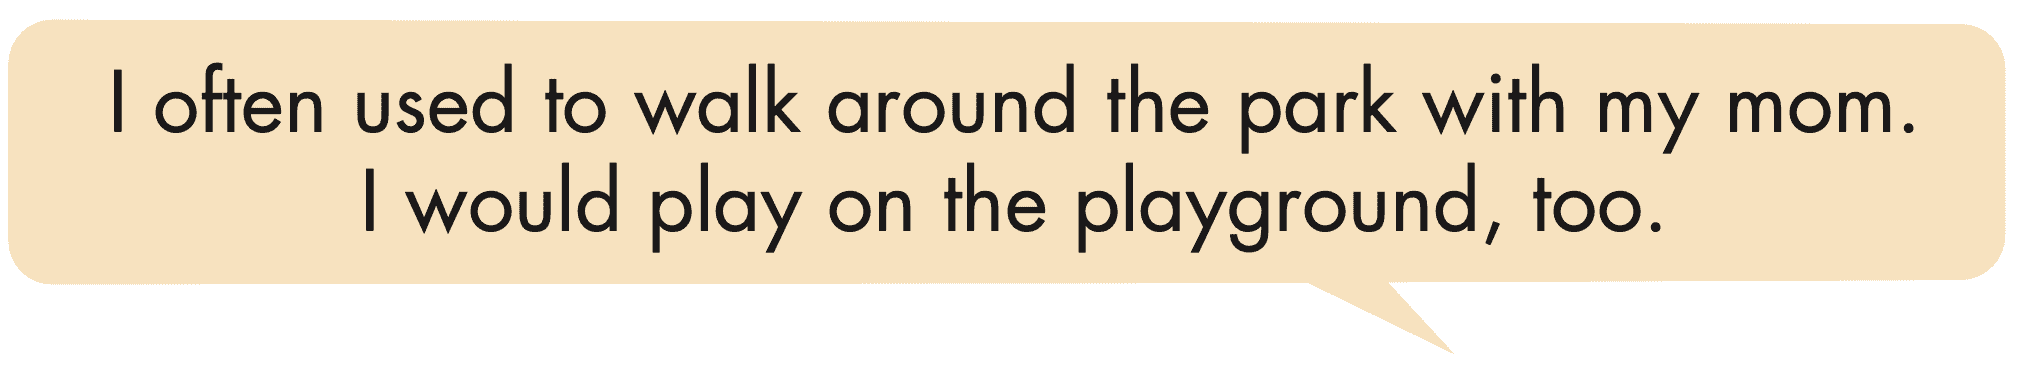 I often used to walk around the park with my mom.
I would play on the playground, too.